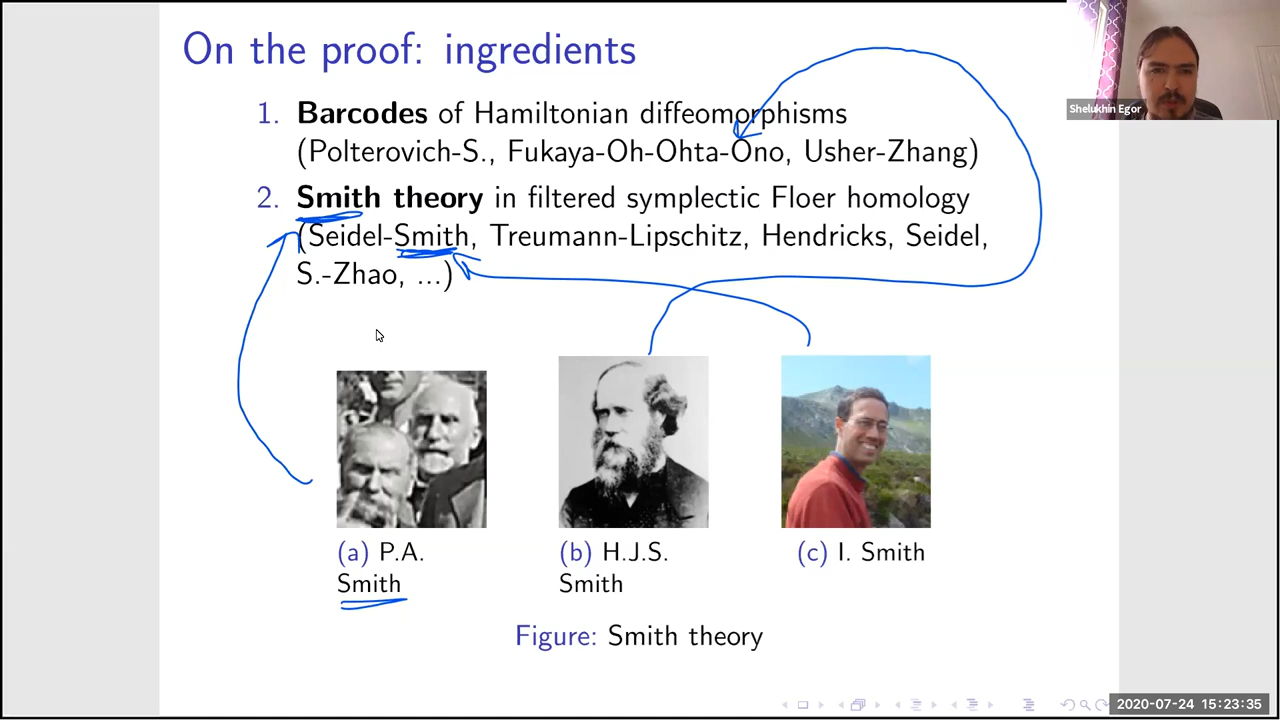 On the proof: ingredients
Shelukhin Egor
1. Barcodes of Hamiltonian diffeomorphisms
(Polterovich-S., Fukaya-Oh-Ohta-Ono, Usher-Zhang)
2. Smith theory in filtered symplectic Floer homology
(Seidel-Smith, Treumann-Lipschitz, Hendricks, Seidel,
S.-Zhao, ...)
(a) P.A.
Smith
(b) H.J.S.
Smith
(c) I. Smith
Figure: Smith theory
2020-07-24 15:23:35